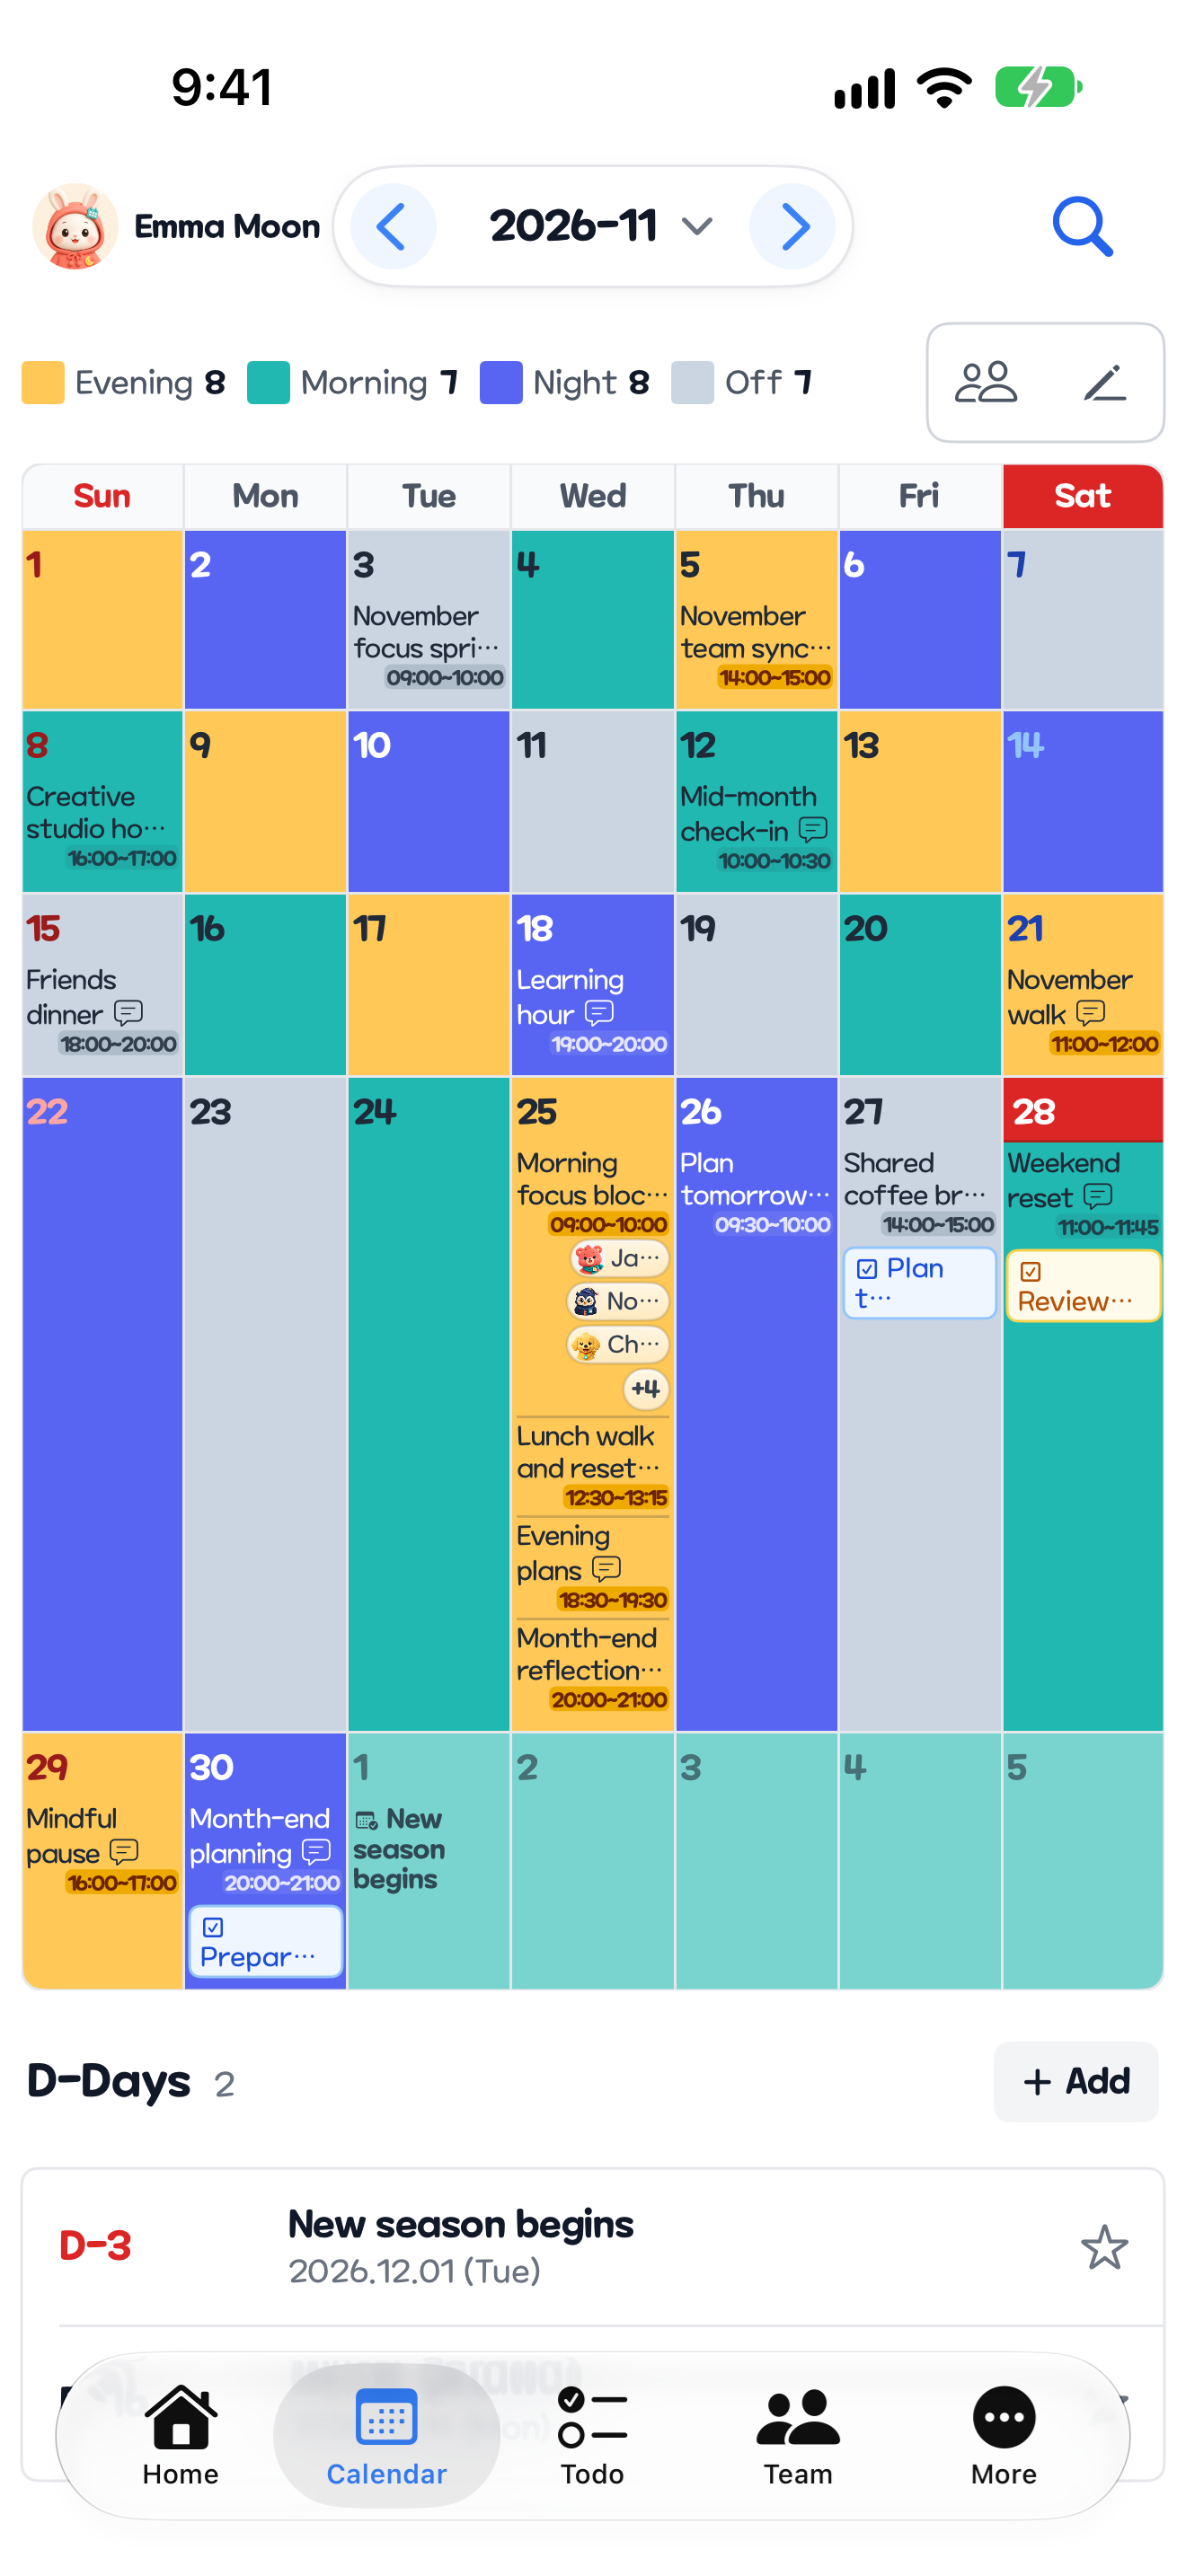 9:41
Emma Moon
2026-11
Evening 8 Morning 7 Night 8 Off 7
Sun Mon Tue Wed Thu Fri Sat
1 2 3 4 5 6 7
November
focus spri···
09:00~10:00
November
team sync···
14:00~15:00
8 9 10 11 12 13 14
Creative
studio ho···
16:00~17:00
Mid-month
check-in
10:00~10:30
15 16 17 18 19 20 21
Friends
dinner
18:00~20:00
Learning
hour
19:00~20:00
November
walk
11:00~12:00
22 23 24 25 26 27 28
Morning
focus bloc···
09:00~10:00
Ja···
No···
Ch···
+4
Lunch walk
and reset···
12:30~13:15
Evening
plans
18:30~19:30
Month-end
reflection···
20:00~21:00
Plan
tomorrow···
09:30~10:00
Shared
coffee br···
14:00~15:00
Plan
t···
Weekend
reset
11:00~11:45
Review···
29 30 1 2 3 4 5
Mindful
pause
16:00~17:00
Month-end
planning
20:00~21:00
Prepar···
New
season
begins
D-Days 2
+ Add
D-3
New season begins
2026.12.01 (Tue)
Home Calendar Todo Team More